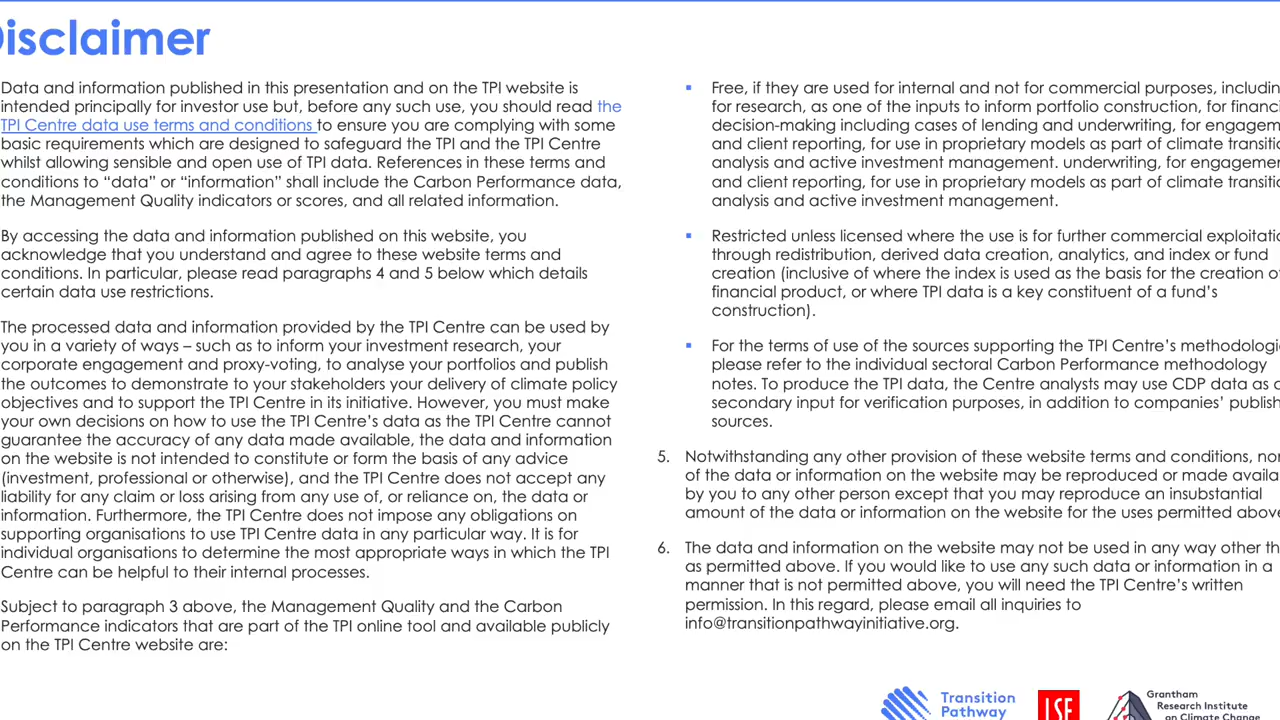 Disclaimer
Data and information published in this presentation and on the TPI website is
intended principally for investor use but, before any such use, you should read the
TPI Centre data use terms and conditions to ensure you are complying with some
basic requirements which are designed to safeguard the TPI and the TPI Centre
whilst allowing sensible and open use of TPI data. References in these terms and
conditions to “data” or “information” shall include the Carbon Performance data,
the Management Quality indicators or scores, and all related information.
By accessing the data and information published on this website, you
acknowledge that you understand and agree to these website terms and
conditions. In particular, please read paragraphs 4 and 5 below which details
certain data use restrictions.
The processed data and information provided by the TPI Centre can be used by
you in a variety of ways – such as to inform your investment research, your
corporate engagement and proxy-voting, to analyse your portfolios and publish
the outcomes to demonstrate to your stakeholders your delivery of climate policy
objectives and to support the TPI Centre in its initiative. However, you must make
your own decisions on how to use the TPI Centre’s data as the TPI Centre cannot
guarantee the accuracy of any data made available, the data and information
on the website is not intended to constitute or form the basis of any advice
(investment, professional or otherwise), and the TPI Centre does not accept any
liability for any claim or loss arising from any use of, or reliance on, the data or
information. Furthermore, the TPI Centre does not impose any obligations on
supporting organisations to use TPI Centre data in any particular way. It is for
individual organisations to determine the most appropriate ways in which the TPI
Centre can be helpful to their internal processes.
Subject to paragraph 3 above, the Management Quality and the Carbon
Performance indicators that are part of the TPI online tool and available publicly
on the TPI Centre website are:
▪ Free, if they are used for internal and not for commercial purposes, includin
for research, as one of the inputs to inform portfolio construction, for financi
decision-making including cases of lending and underwriting, for engagem
and client reporting, for use in proprietary models as part of climate transitio
analysis and active investment management. underwriting, for engagemen
and client reporting, for use in proprietary models as part of climate transitio
analysis and active investment management.
▪ Restricted unless licensed where the use is for further commercial exploitatio
through redistribution, derived data creation, analytics, and index or fund
creation (inclusive of where the index is used as the basis for the creation o
financial product, or where TPI data is a key constituent of a fund’s
construction).
▪ For the terms of use of the sources supporting the TPI Centre’s methodologi
please refer to the individual sectoral Carbon Performance methodology
notes. To produce the TPI data, the Centre analysts may use CDP data as a
secondary input for verification purposes, in addition to companies’ publish
sources.
5. Notwithstanding any other provision of these website terms and conditions, non
of the data or information on the website may be reproduced or made availa
by you to any other person except that you may reproduce an insubstantial
amount of the data or information on the website for the uses permitted above
6. The data and information on the website may not be used in any way other th
as permitted above. If you would like to use any such data or information in a
manner that is not permitted above, you will need the TPI Centre’s written
permission. In this regard, please email all inquiries to
info@transitionpathwayinitiative.org.
Transition
Pathway
LSE
Grantham
Research Institute
on Climate Change